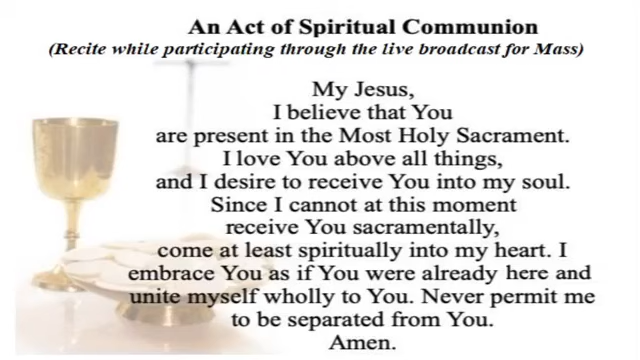 An Act of Spiritual Communion
(Recite while participating through the live broadcast for Mass)
My Jesus,
I believe that You
are present in the Most Holy Sacrament.
I love You above all things,
and I desire to receive You into my soul.
Since I cannot at this moment
receive You sacramentally,
come at least spiritually into my heart. I
embrace You as if You were already here and
unite myself wholly to You. Never permit me
to be separated from You.
Amen.